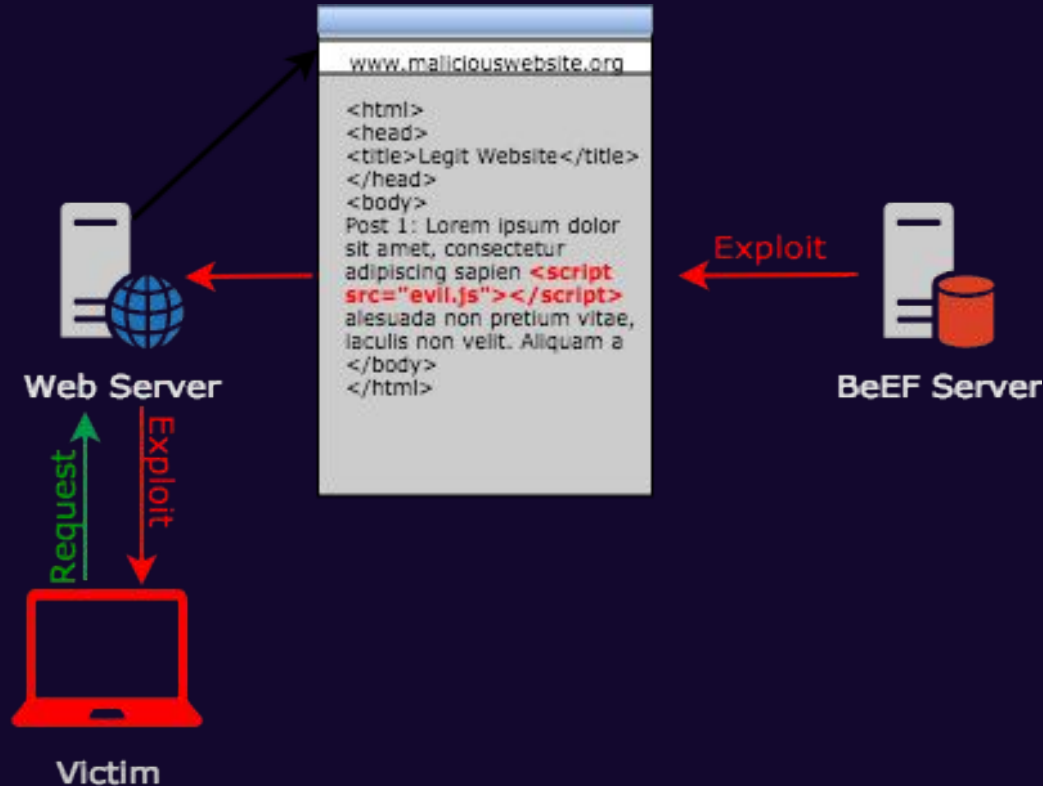 www.maliciouswebsite.org
<html>
<head>
<title>Legit Website</title>
</head>
<body>
Post 1: Lorem ipsum dolor
sit amet, consectetur
adipiscing sapien <script
src="evil.js"></script>
alesuada non pretium vitae,
iaculis non velit. Aliquam a
</body>
</html>
Exploit
Web Server
BeEF Server
Request
Exploit
Victim